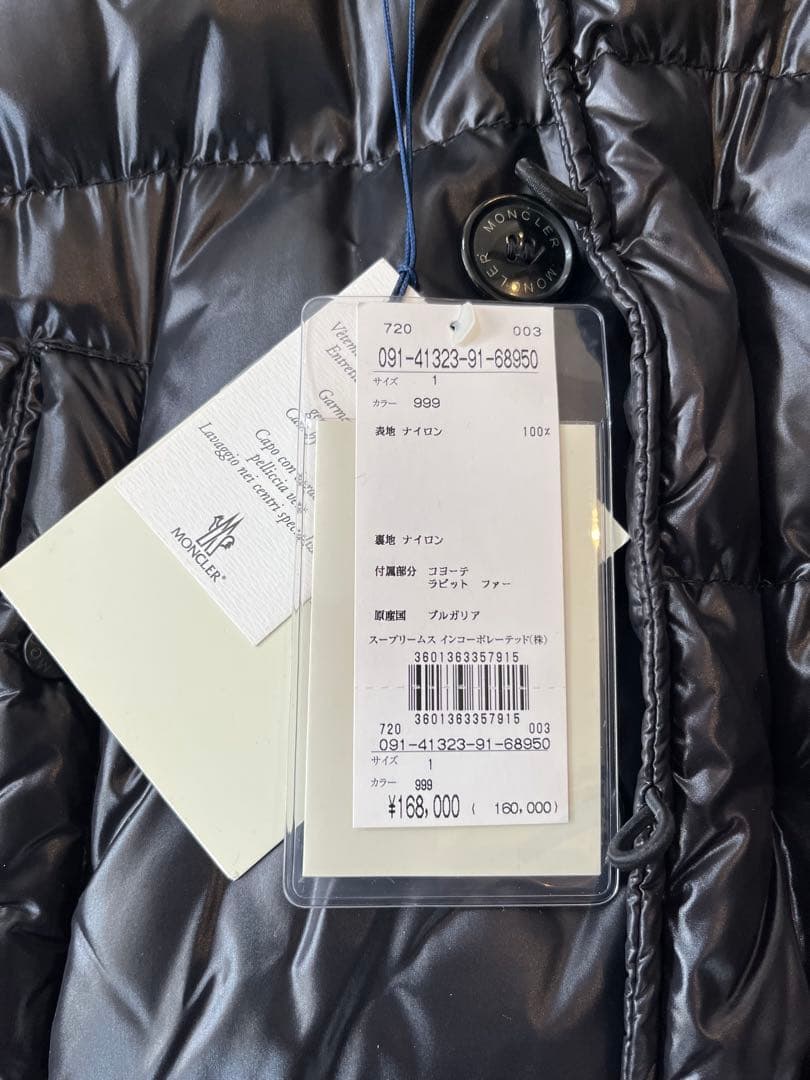 MONCLER MONCLER
Vêtem
Entretie
Garme
Capo con
pelliccia ve
Lavaggio nei centri spec
MONCLER®
720 003
091-41323-91-68950
サイズ 1
カラー 999
表地 ナイロン 100%
裏地 ナイロン
付属部分 コヨーテ
ラビット ファー
原産国 ブルガリア
スープリームス インコーポレーテッド(株)
3601363357915
3601363357915
720 003
091-41323-91-68950
サイズ 1
カラー 999
¥168,000 ( 160,000)